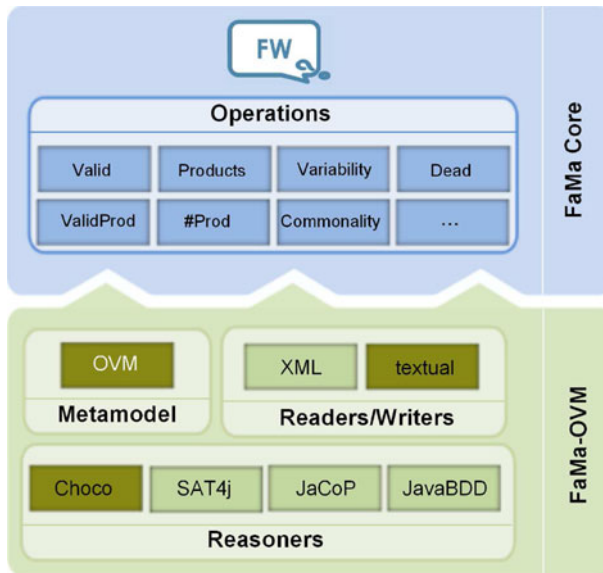 FW
Operations
Valid Products Variability Dead
ValidProd #Prod Commonality ...
FaMa Core
OVM
Metamodel
XML textual
Readers/Writers
Choco SAT4j JaCoP JavaBDD
Reasoners
FaMa-OVM